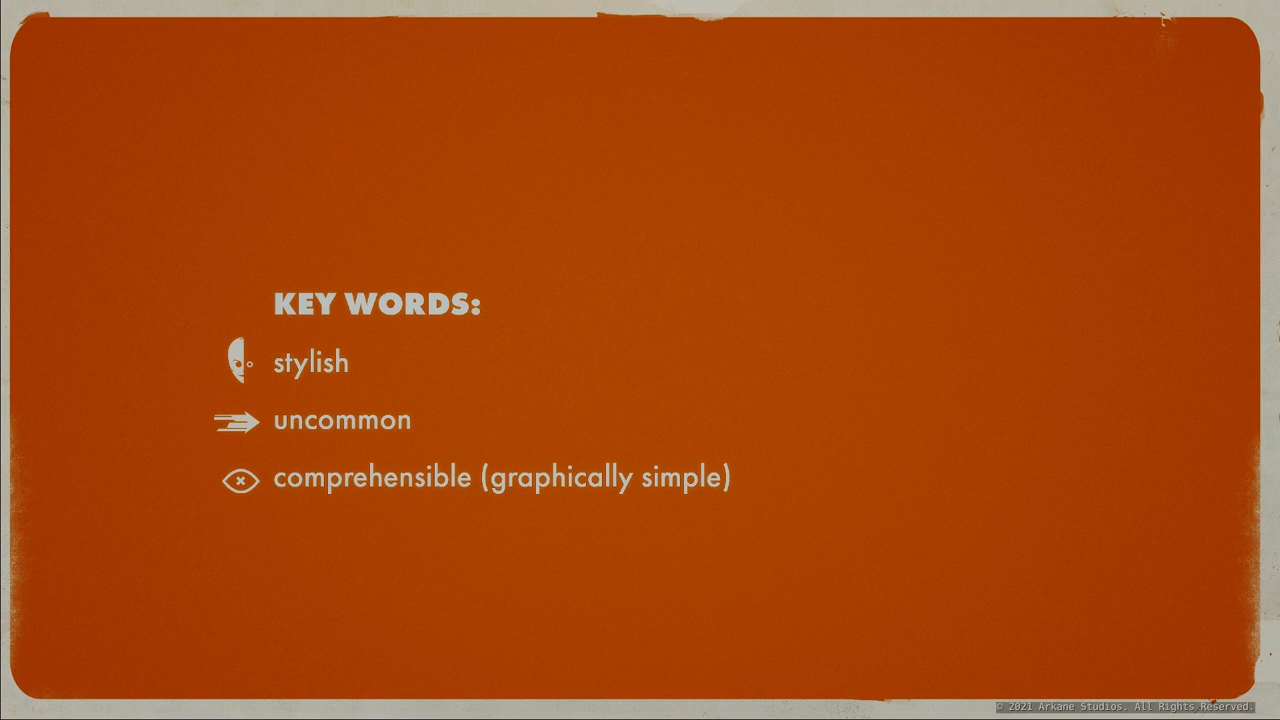 KEY WORDS:
stylish
uncommon
comprehensible (graphically simple)
© 2021 Arkane Studios. All Rights Reserved.